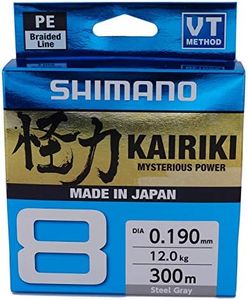 PE
Braided
Line
VT
METHOD
SHIMANO
怪力 KAIRIKI
MYSTERIOUS POWER
MADE IN JAPAN
8
DIA 0.190mm
12.0kg
300m
Steel Gray